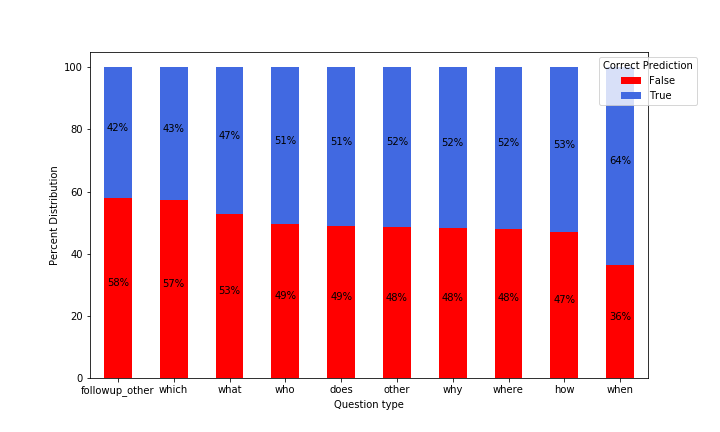 Correct Prediction
False
True
100
80
60
40
20
0
Percent Distribution
42% 43% 47% 51% 51% 52% 52% 52% 53% 64%
58% 57% 53% 49% 49% 48% 48% 48% 47% 36%
followup_other which what who does other why where how when
Question type